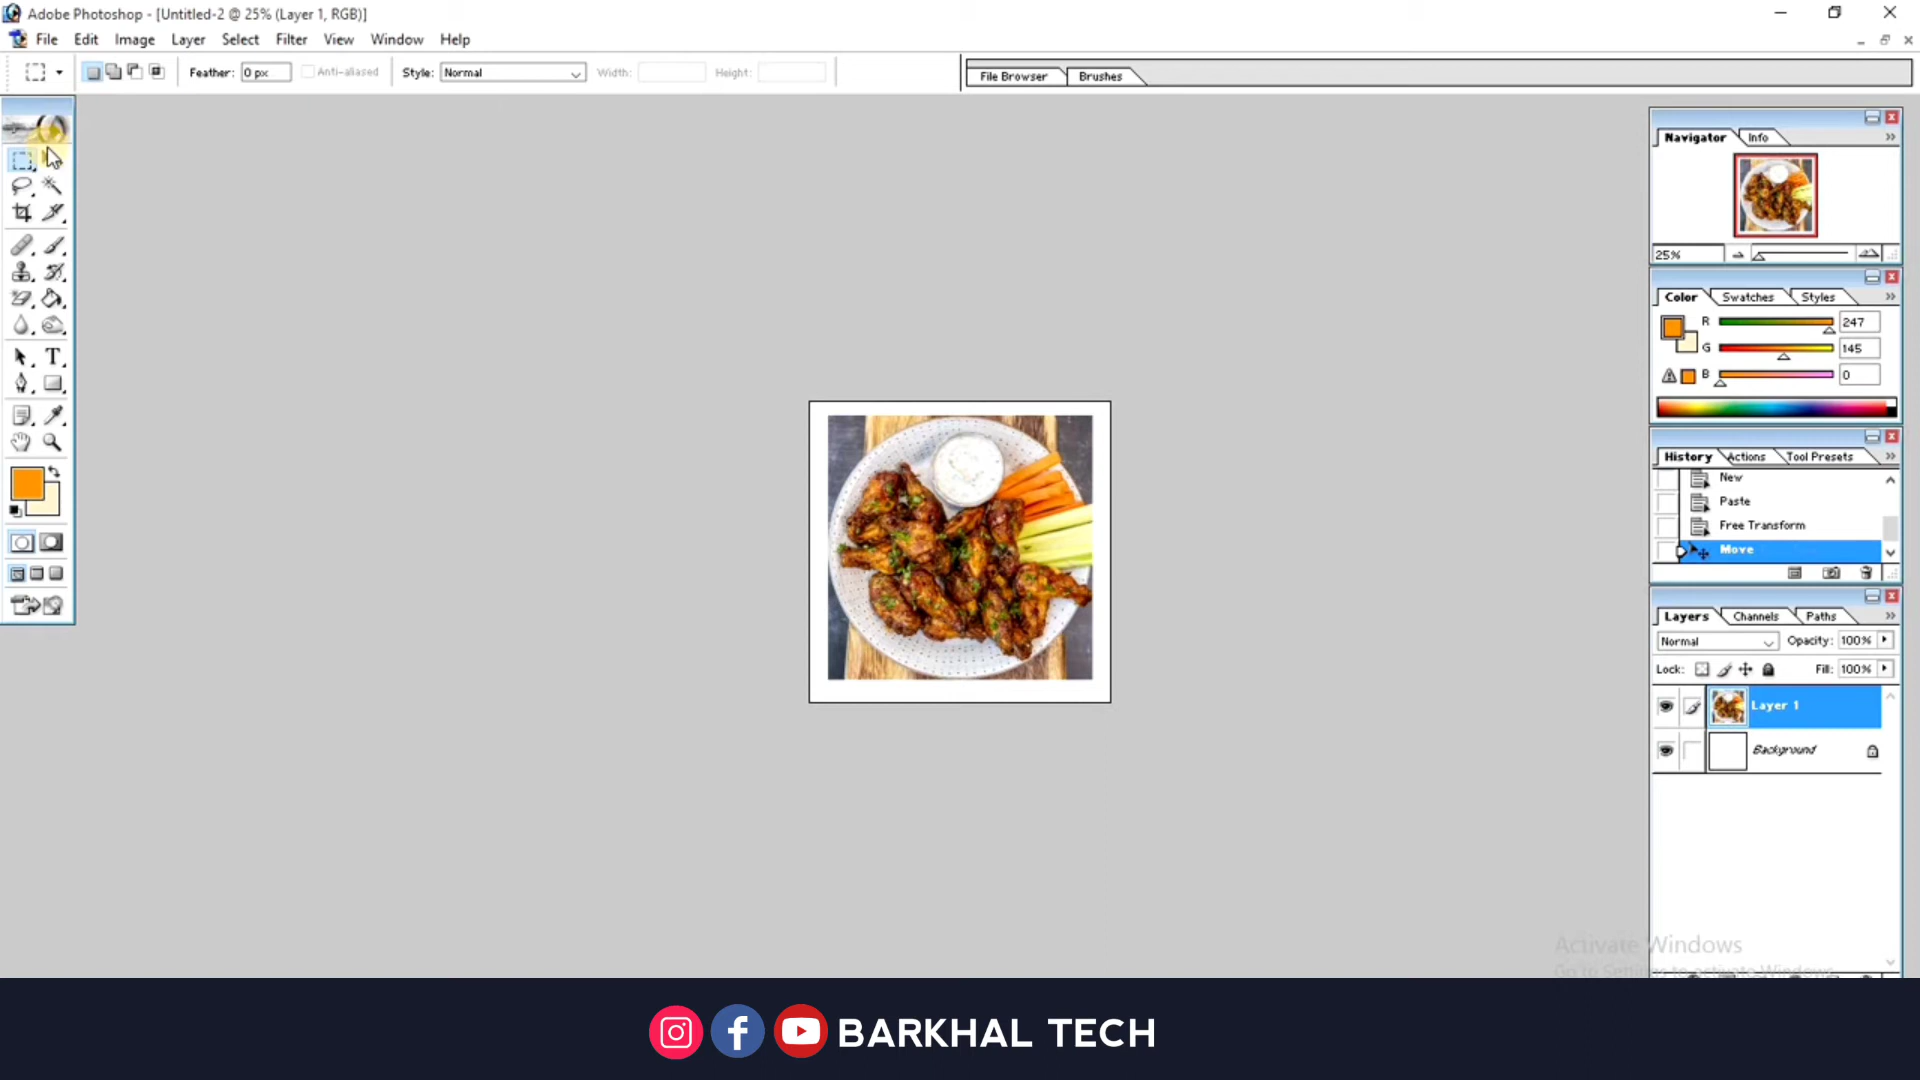 Adobe Photoshop - [Untitled-2 @ 25% (Layer 1, RGB)]
File Edit Image Layer Select Filter View Window Help
Feather: 0 px Anti-aliased Style: Normal Width: Height: File Browser Brushes
Navigator Info
25%
Color Swatches Styles
R 247
G 145
B 0
History Actions Tool Presets
New
Paste
Free Transform
Move
Layers Channels Paths
Normal Opacity: 100%
Lock: Fill: 100%
Layer 1
Background
Activate Windows
Go to Settings to activate Windows.
BARKHAL TECH